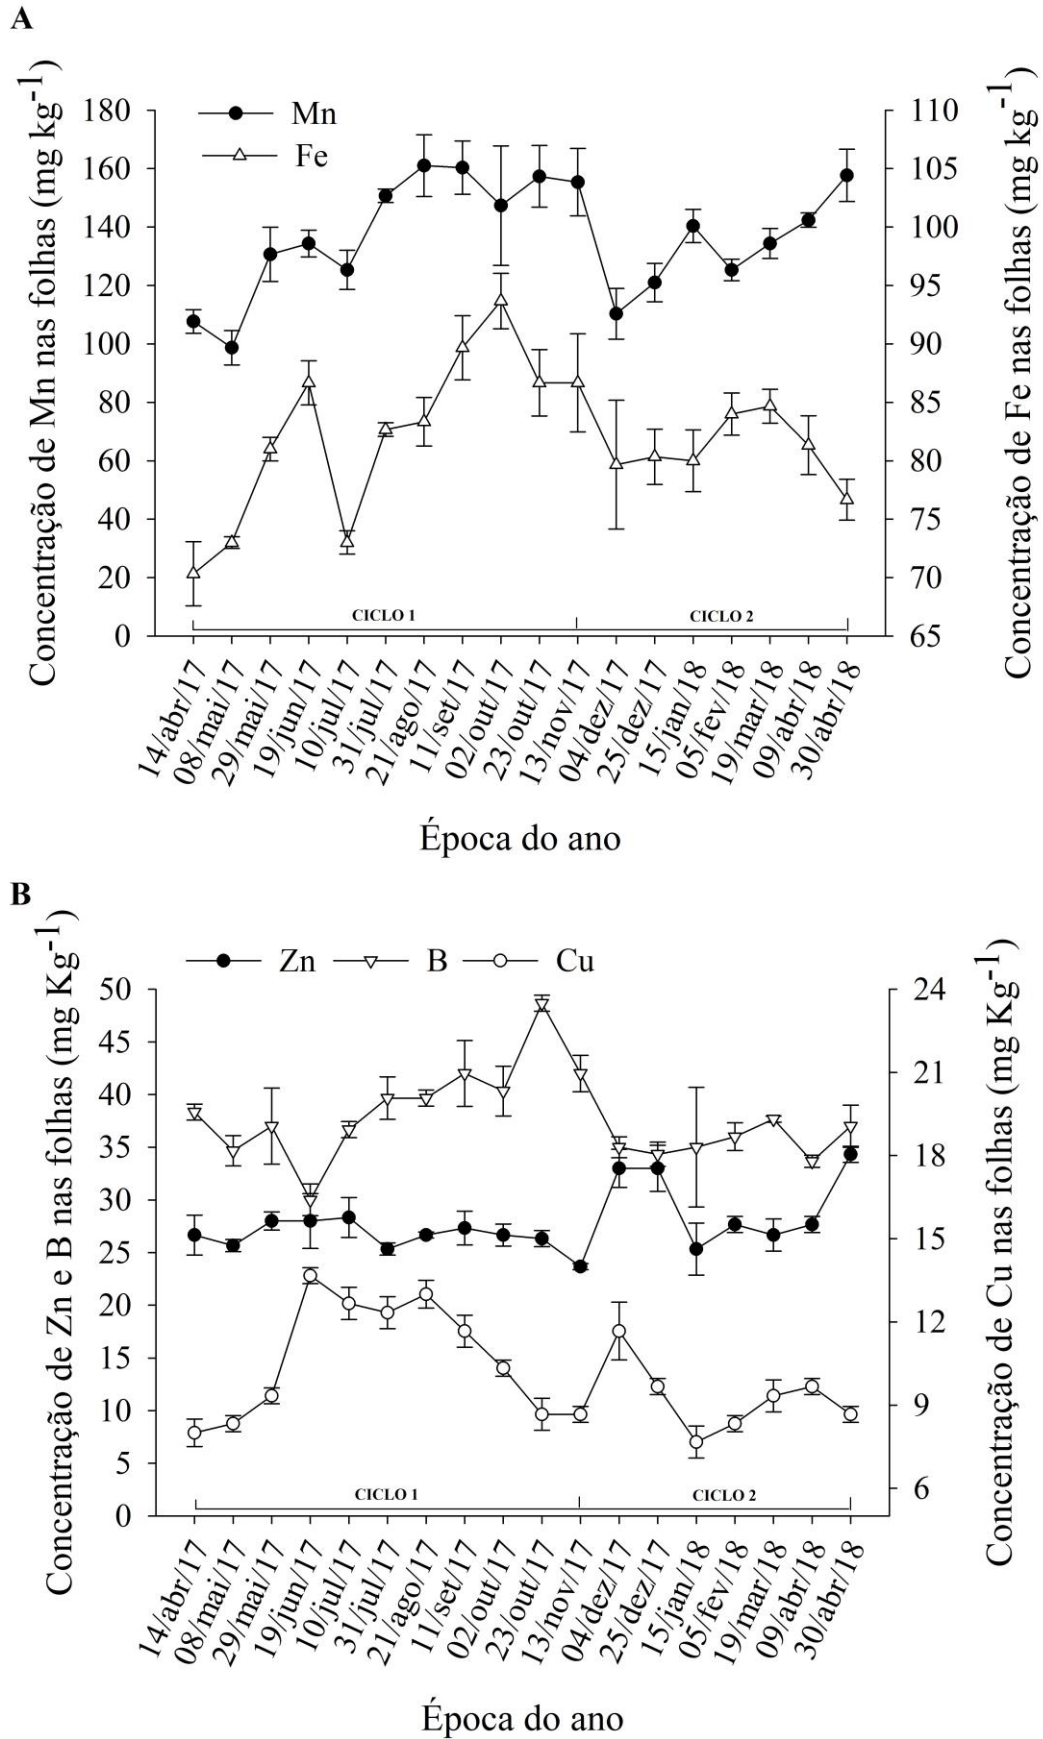 A
Concentração de Mn nas folhas (mg kg-1)
Mn
Fe
180
160
140
120
100
80
60
40
20
0
110
105
100
95
90
85
80
75
70
65
Concentração de Fe nas folhas (mg kg-1)
CICLO 1
CICLO 2
14/abr/17
08/mai/17
29/mai/17
19/jun/17
10/jul/17
31/jul/17
21/ago/17
11/set/17
02/out/17
23/out/17
13/nov/17
04/dez/17
25/dez/17
15/jan/18
05/fev/18
19/mar/18
09/abr/18
30/abr/18
Época do ano
B
Concentração de Zn e B nas folhas (mg Kg-1)
Zn
B
Cu
50
45
40
35
30
25
20
15
10
5
0
24
21
18
15
12
9
6
Concentração de Cu nas folhas (mg Kg-1)
CICLO 1
CICLO 2
14/abr/17
08/mai/17
29/mai/17
19/jun/17
10/jul/17
31/jul/17
21/ago/17
11/set/17
02/out/17
23/out/17
13/nov/17
04/dez/17
25/dez/17
15/jan/18
05/fev/18
19/mar/18
09/abr/18
30/abr/18
Época do ano